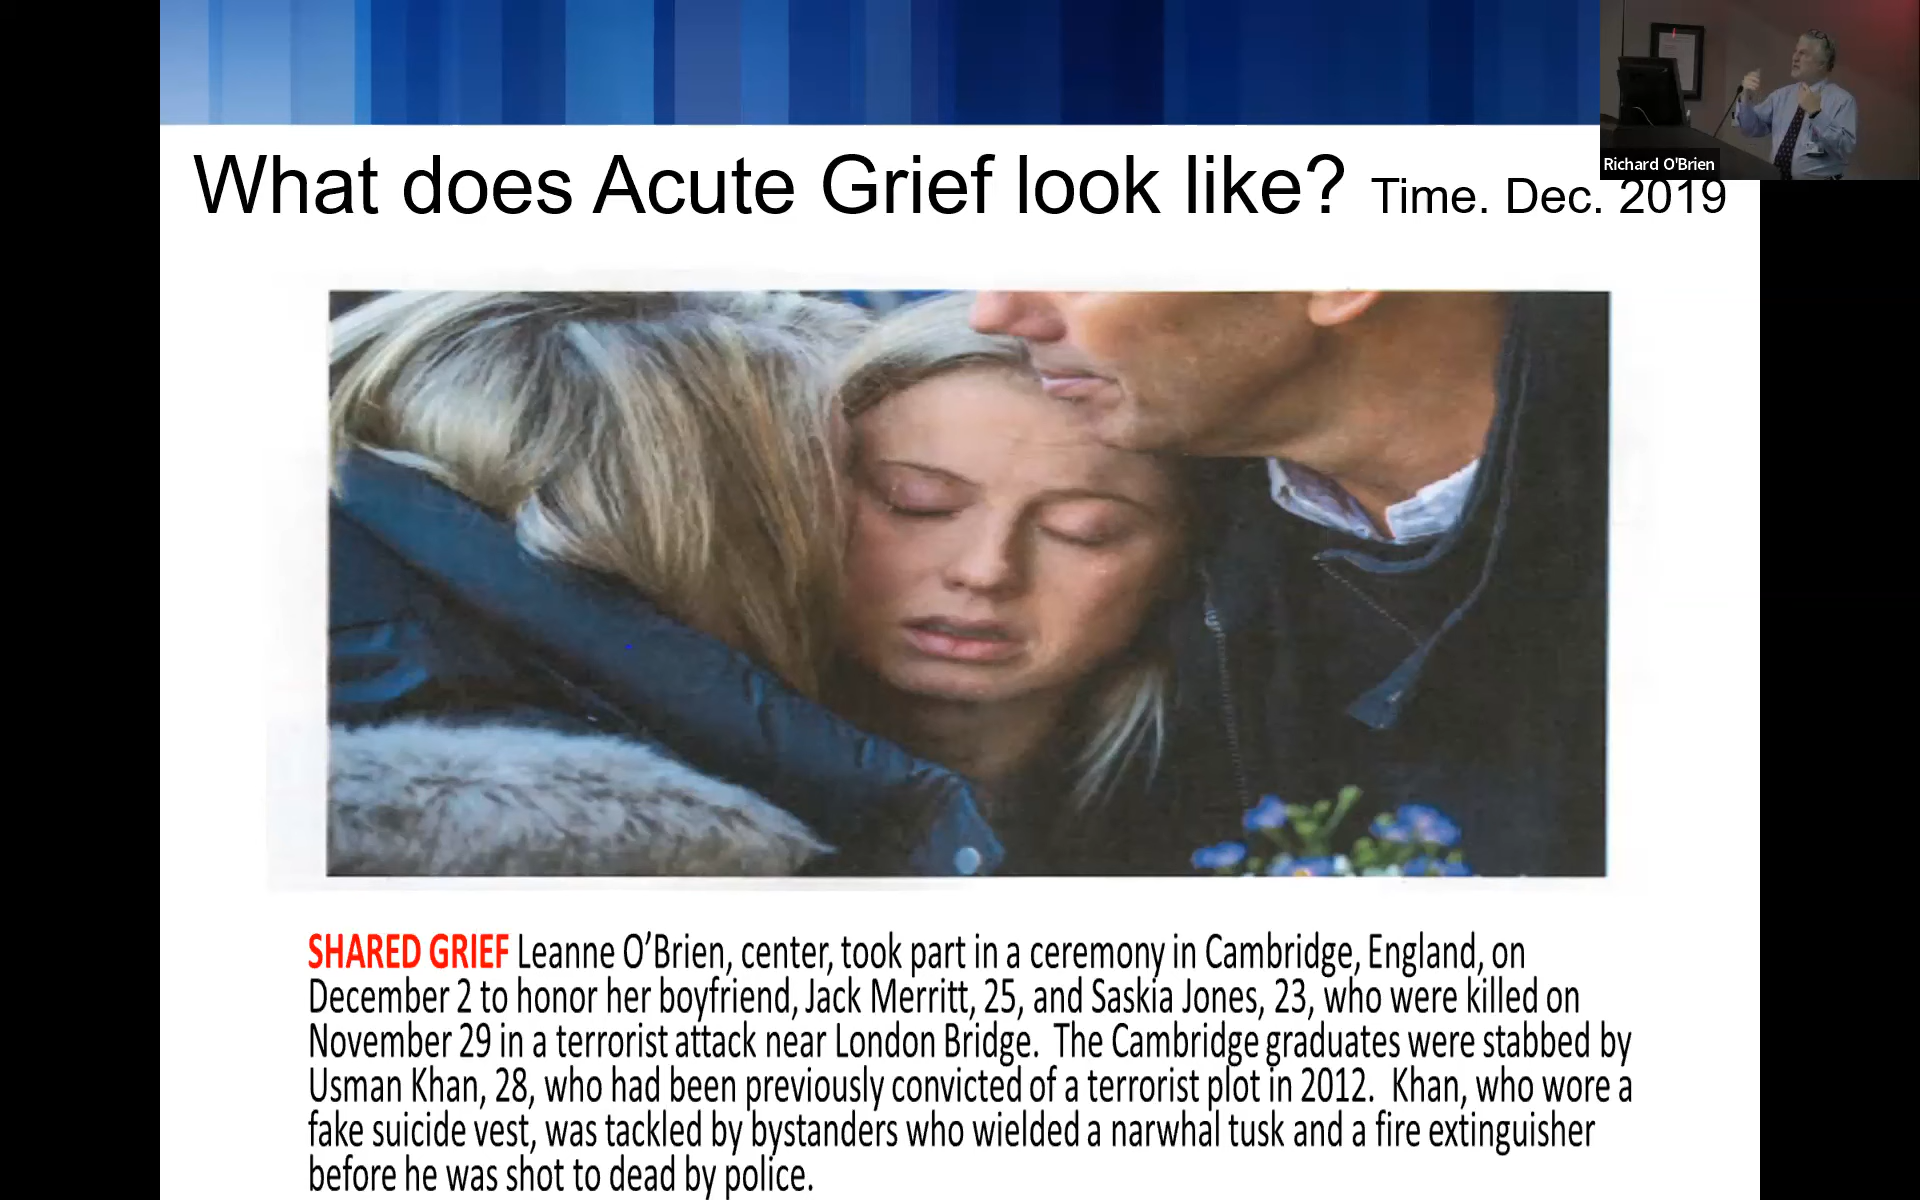 What does Acute Grief look like? Time. Dec. 2019
Richard O'Brien
SHARED GRIEF Leanne O’Brien, center, took part in a ceremony in Cambridge, England, on
December 2 to honor her boyfriend, Jack Merritt, 25, and Saskia Jones, 23, who were killed on
November 29 in a terrorist attack near London Bridge.  The Cambridge graduates were stabbed by
Usman Khan, 28, who had been previously convicted of a terrorist plot in 2012.  Khan, who wore a
fake suicide vest, was tackled by bystanders who wielded a narwhal tusk and a fire extinguisher
before he was shot to dead by police.